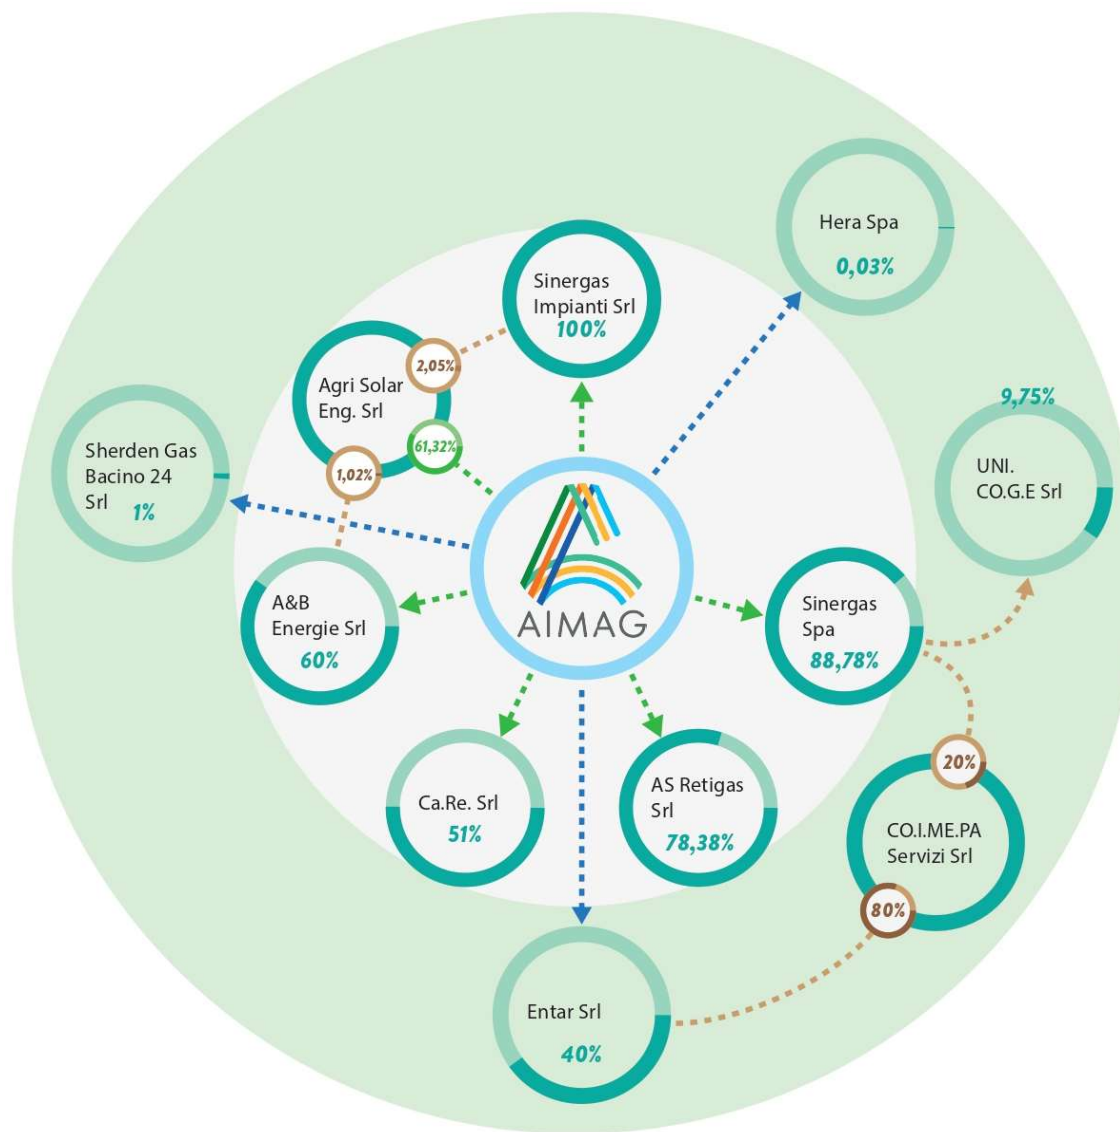 Hera Spa
0,03%
Sinergas
Impianti Srl
100%
2,05%
Agri Solar
Eng. Srl
61,32%
1,02%
9,75%
UNI.
CO.G.E Srl
Sherden Gas
Bacino 24
Srl
1%
AIMAG
A&B
Energie Srl
60%
Sinergas
Spa
88,78%
Ca.Re. Srl
51%
AS Retigas
Srl
78,38%
20%
CO.I.ME.PA
Servizi Srl
80%
Entar Srl
40%